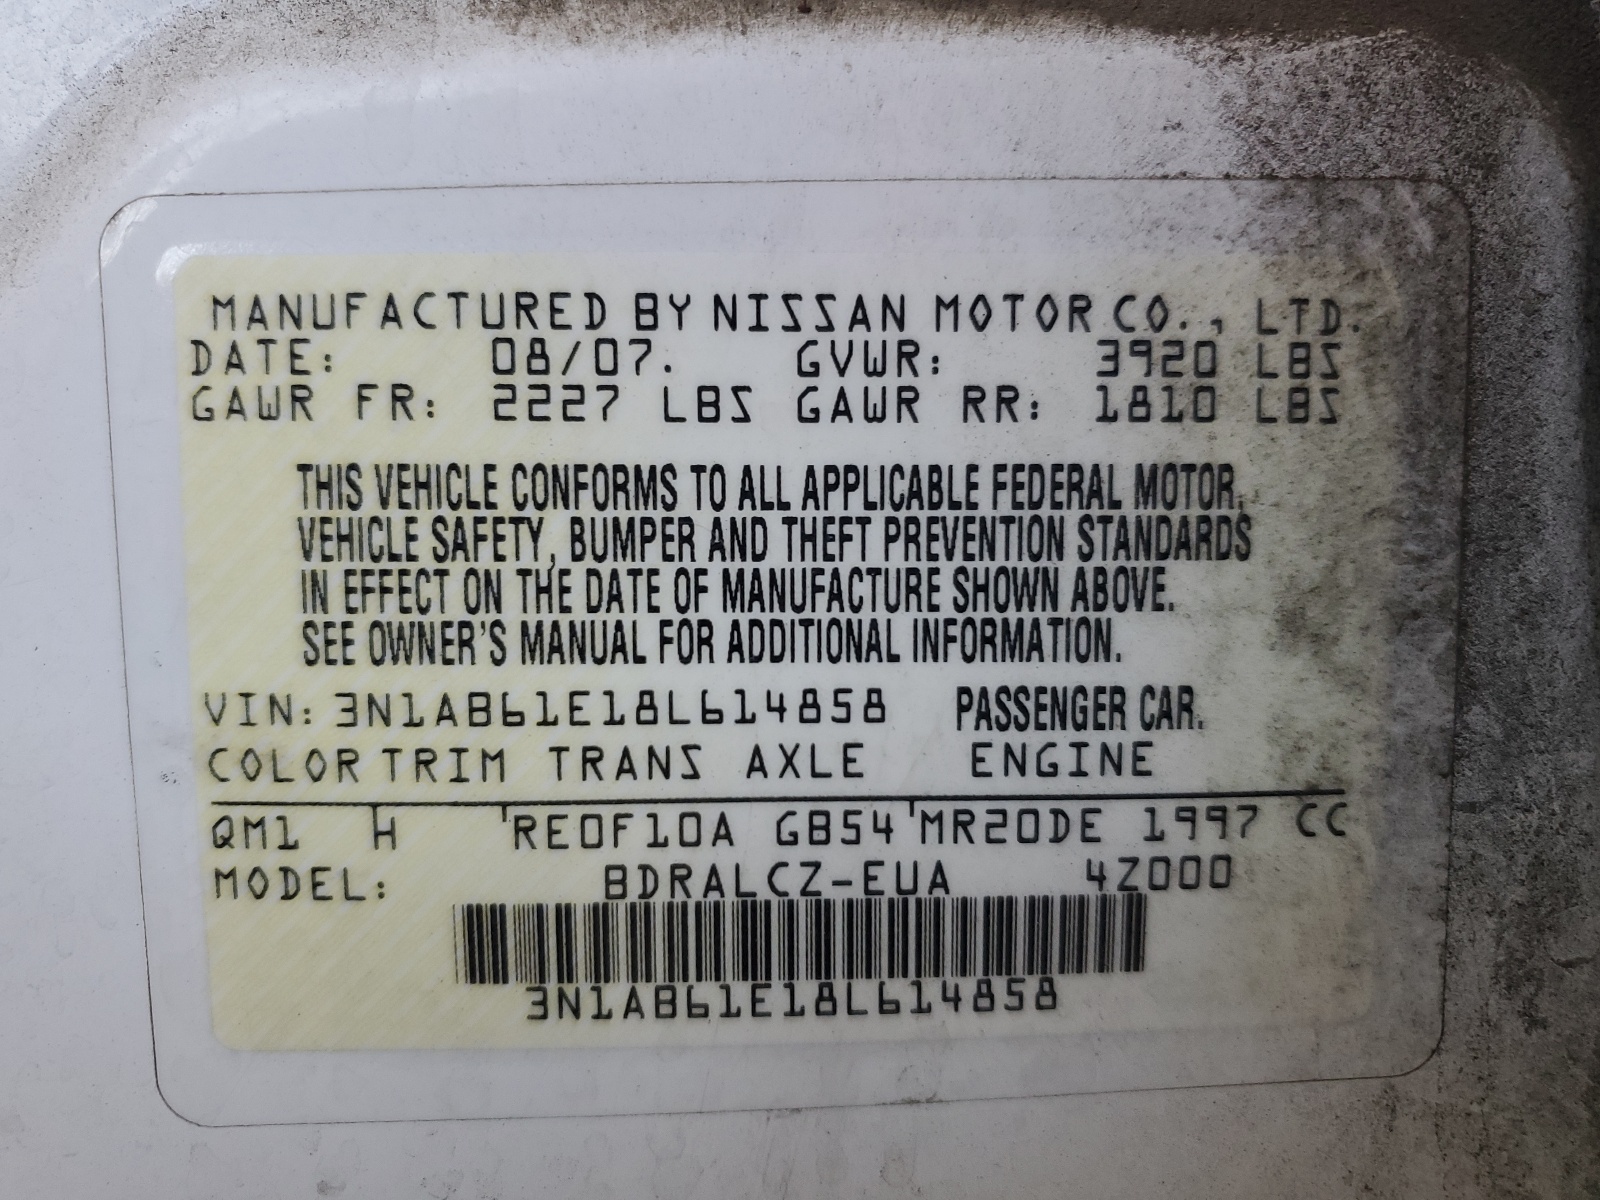 MANUFACTURED BY NISSAN MOTOR CO., LTD.
DATE: 08/07. GVWR: 3920 LBS
GAWR FR: 2227 LBS GAWR RR: 1810 LBS
THIS VEHICLE CONFORMS TO ALL APPLICABLE FEDERAL MOTOR,
VEHICLE SAFETY, BUMPER AND THEFT PREVENTION STANDARDS
IN EFFECT ON THE DATE OF MANUFACTURE SHOWN ABOVE.
SEE OWNER'S MANUAL FOR ADDITIONAL INFORMATION.
VIN: 3N1AB61E18L614858 PASSENGER CAR.
COLOR TRIM TRANS AXLE ENGINE
QM1 H RE0F10A GB54 MR20DE 1997 CC
MODEL: BDRALCZ-EUA 4Z000
3N1AB61E18L614858